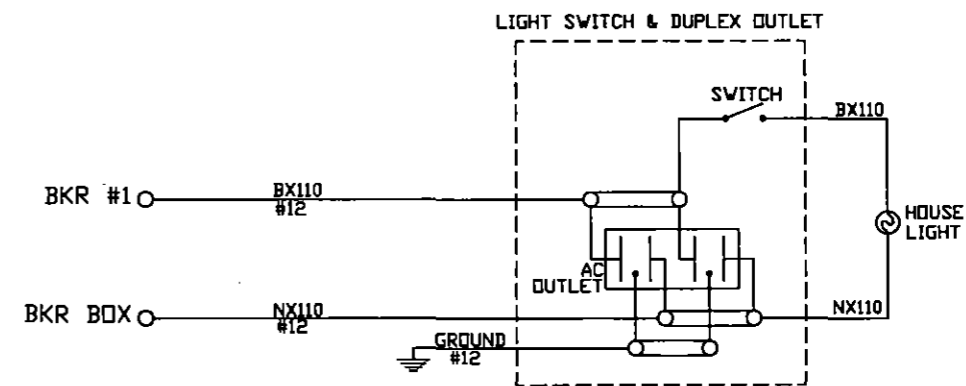 LIGHT SWITCH & DUPLEX OUTLET
SWITCH
BX110
BKR #1
BX110
#12
HOUSE
LIGHT
AC
OUTLET
BKR BOX
NX110
#12
NX110
GROUND
#12